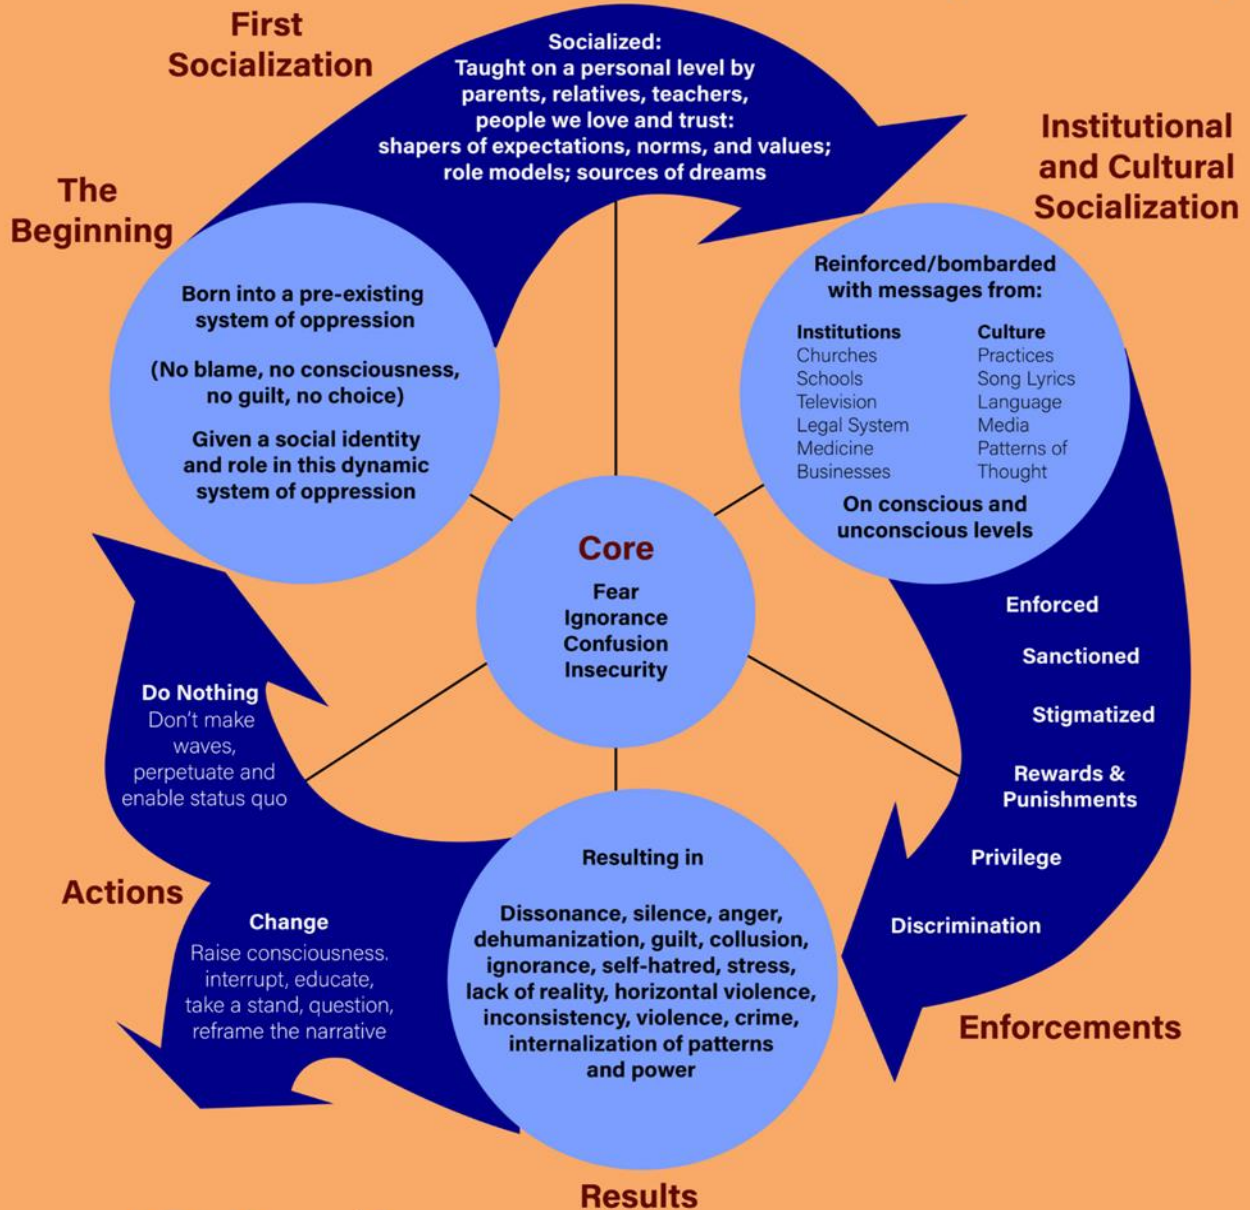 First
Socialization
Socialized:
Taught on a personal level by
parents, relatives, teachers,
people we love and trust:
shapers of expectations, norms, and values;
role models; sources of dreams
Institutional
and Cultural
Socialization
The
Beginning
Born into a pre-existing
system of oppression
(No blame, no consciousness,
no guilt, no choice)
Given a social identity
and role in this dynamic
system of oppression
Reinforced/bombarded
with messages from:
Institutions
Churches
Schools
Television
Legal System
Medicine
Businesses
Culture
Practices
Song Lyrics
Language
Media
Patterns of
Thought
On conscious and
unconscious levels
Core
Fear
Ignorance
Confusion
Insecurity
Enforced
Sanctioned
Stigmatized
Rewards &
Punishments
Privilege
Discrimination
Enforcements
Resulting in
Dissonance, silence, anger,
dehumanization, guilt, collusion,
ignorance, self-hatred, stress,
lack of reality, horizontal violence,
inconsistency, violence, crime,
internalization of patterns
and power
Results
Actions
Do Nothing
Don't make
waves,
perpetuate and
enable status quo
Change
Raise consciousness.
interrupt, educate,
take a stand, question,
reframe the narrative